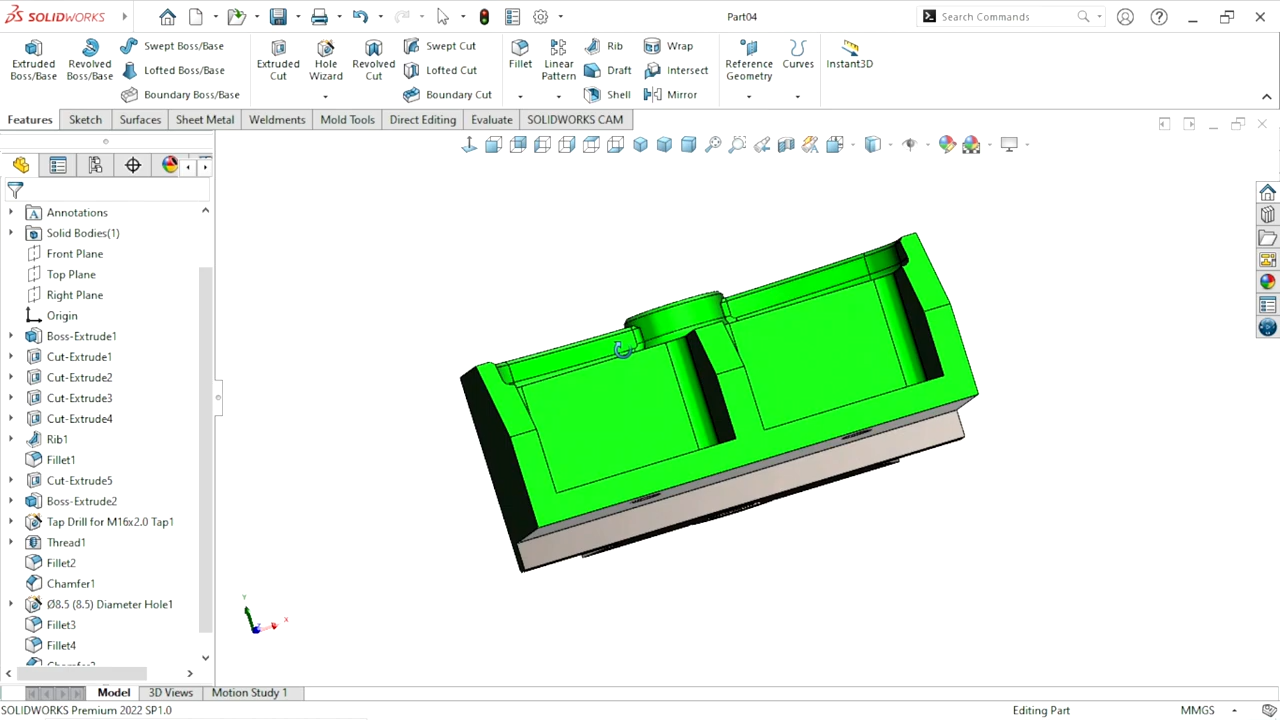 SOLIDWORKS
Part04
Search Commands
Extruded Boss/Base
Revolved Boss/Base
Swept Boss/Base
Lofted Boss/Base
Boundary Boss/Base
Extruded Cut
Hole Wizard
Revolved Cut
Swept Cut
Lofted Cut
Boundary Cut
Fillet
Linear Pattern
Rib
Draft
Shell
Wrap
Intersect
Mirror
Reference Geometry
Curves
Instant3D
Features Sketch Surfaces Sheet Metal Weldments Mold Tools Direct Editing Evaluate SOLIDWORKS CAM
Annotations
Solid Bodies(1)
Front Plane
Top Plane
Right Plane
Origin
Boss-Extrude1
Cut-Extrude1
Cut-Extrude2
Cut-Extrude3
Cut-Extrude4
Rib1
Fillet1
Cut-Extrude5
Boss-Extrude2
Tap Drill for M16x2.0 Tap1
Thread1
Fillet2
Chamfer1
Ø8.5 (8.5) Diameter Hole1
Fillet3
Fillet4
Y
X
Z
Model 3D Views Motion Study 1
SOLIDWORKS Premium 2022 SP1.0
Editing Part
MMGS